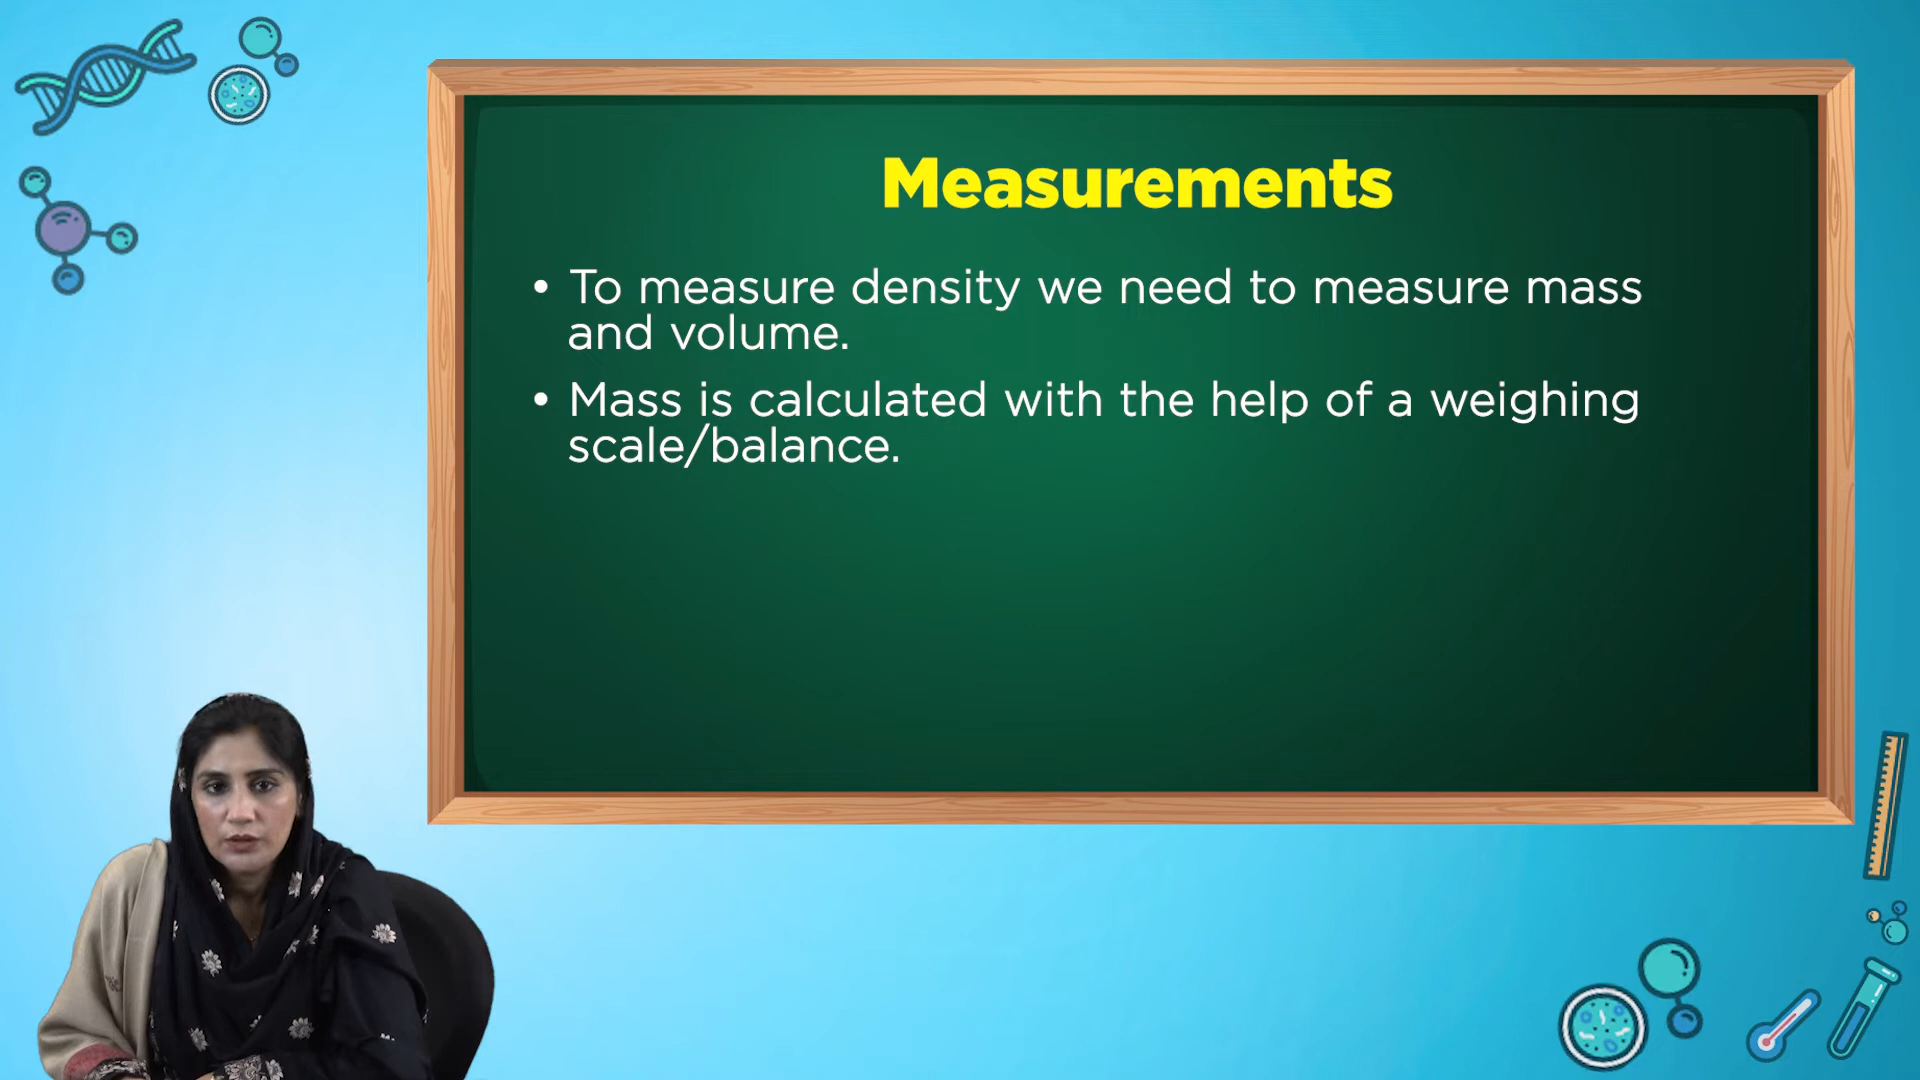 Measurements
• To measure density we need to measure mass
and volume.
• Mass is calculated with the help of a weighing
scale/balance.